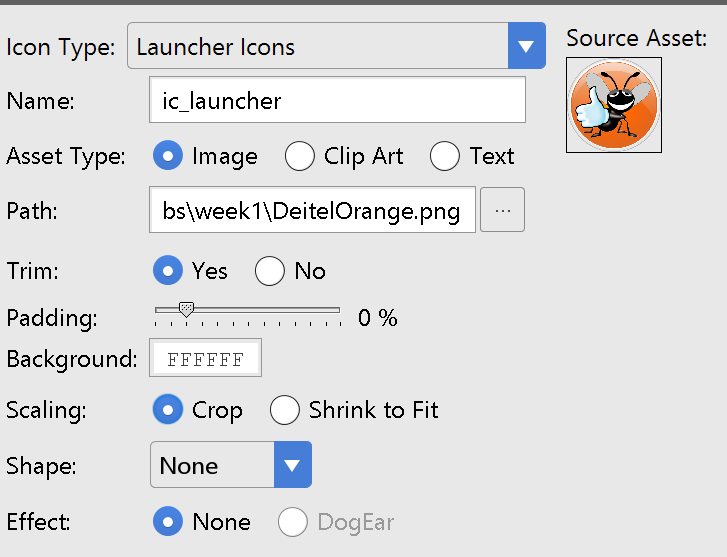 Icon Type: Launcher Icons
Source Asset:
Name: ic_launcher
Asset Type: Image Clip Art Text
Path: bs\week1\DeitelOrange.png ...
Trim: Yes No
Padding: 0 %
Background: FFFFFF
Scaling: Crop Shrink to Fit
Shape: None
Effect: None DogEar